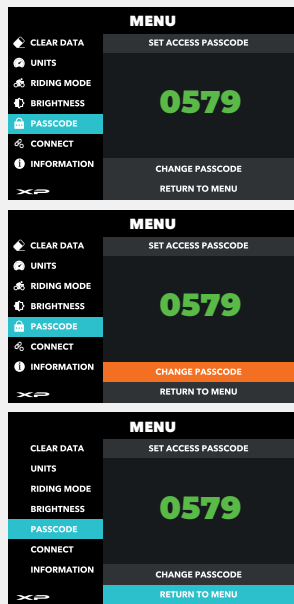 MENU
CLEAR DATA
UNITS
RIDING MODE
BRIGHTNESS
PASSCODE
CONNECT
INFORMATION
XP
SET ACCESS PASSCODE
0579
CHANGE PASSCODE
RETURN TO MENU
MENU
CLEAR DATA
UNITS
RIDING MODE
BRIGHTNESS
PASSCODE
CONNECT
INFORMATION
XP
SET ACCESS PASSCODE
0579
CHANGE PASSCODE
RETURN TO MENU
MENU
CLEAR DATA
UNITS
RIDING MODE
BRIGHTNESS
PASSCODE
CONNECT
INFORMATION
XP
SET ACCESS PASSCODE
0579
CHANGE PASSCODE
RETURN TO MENU